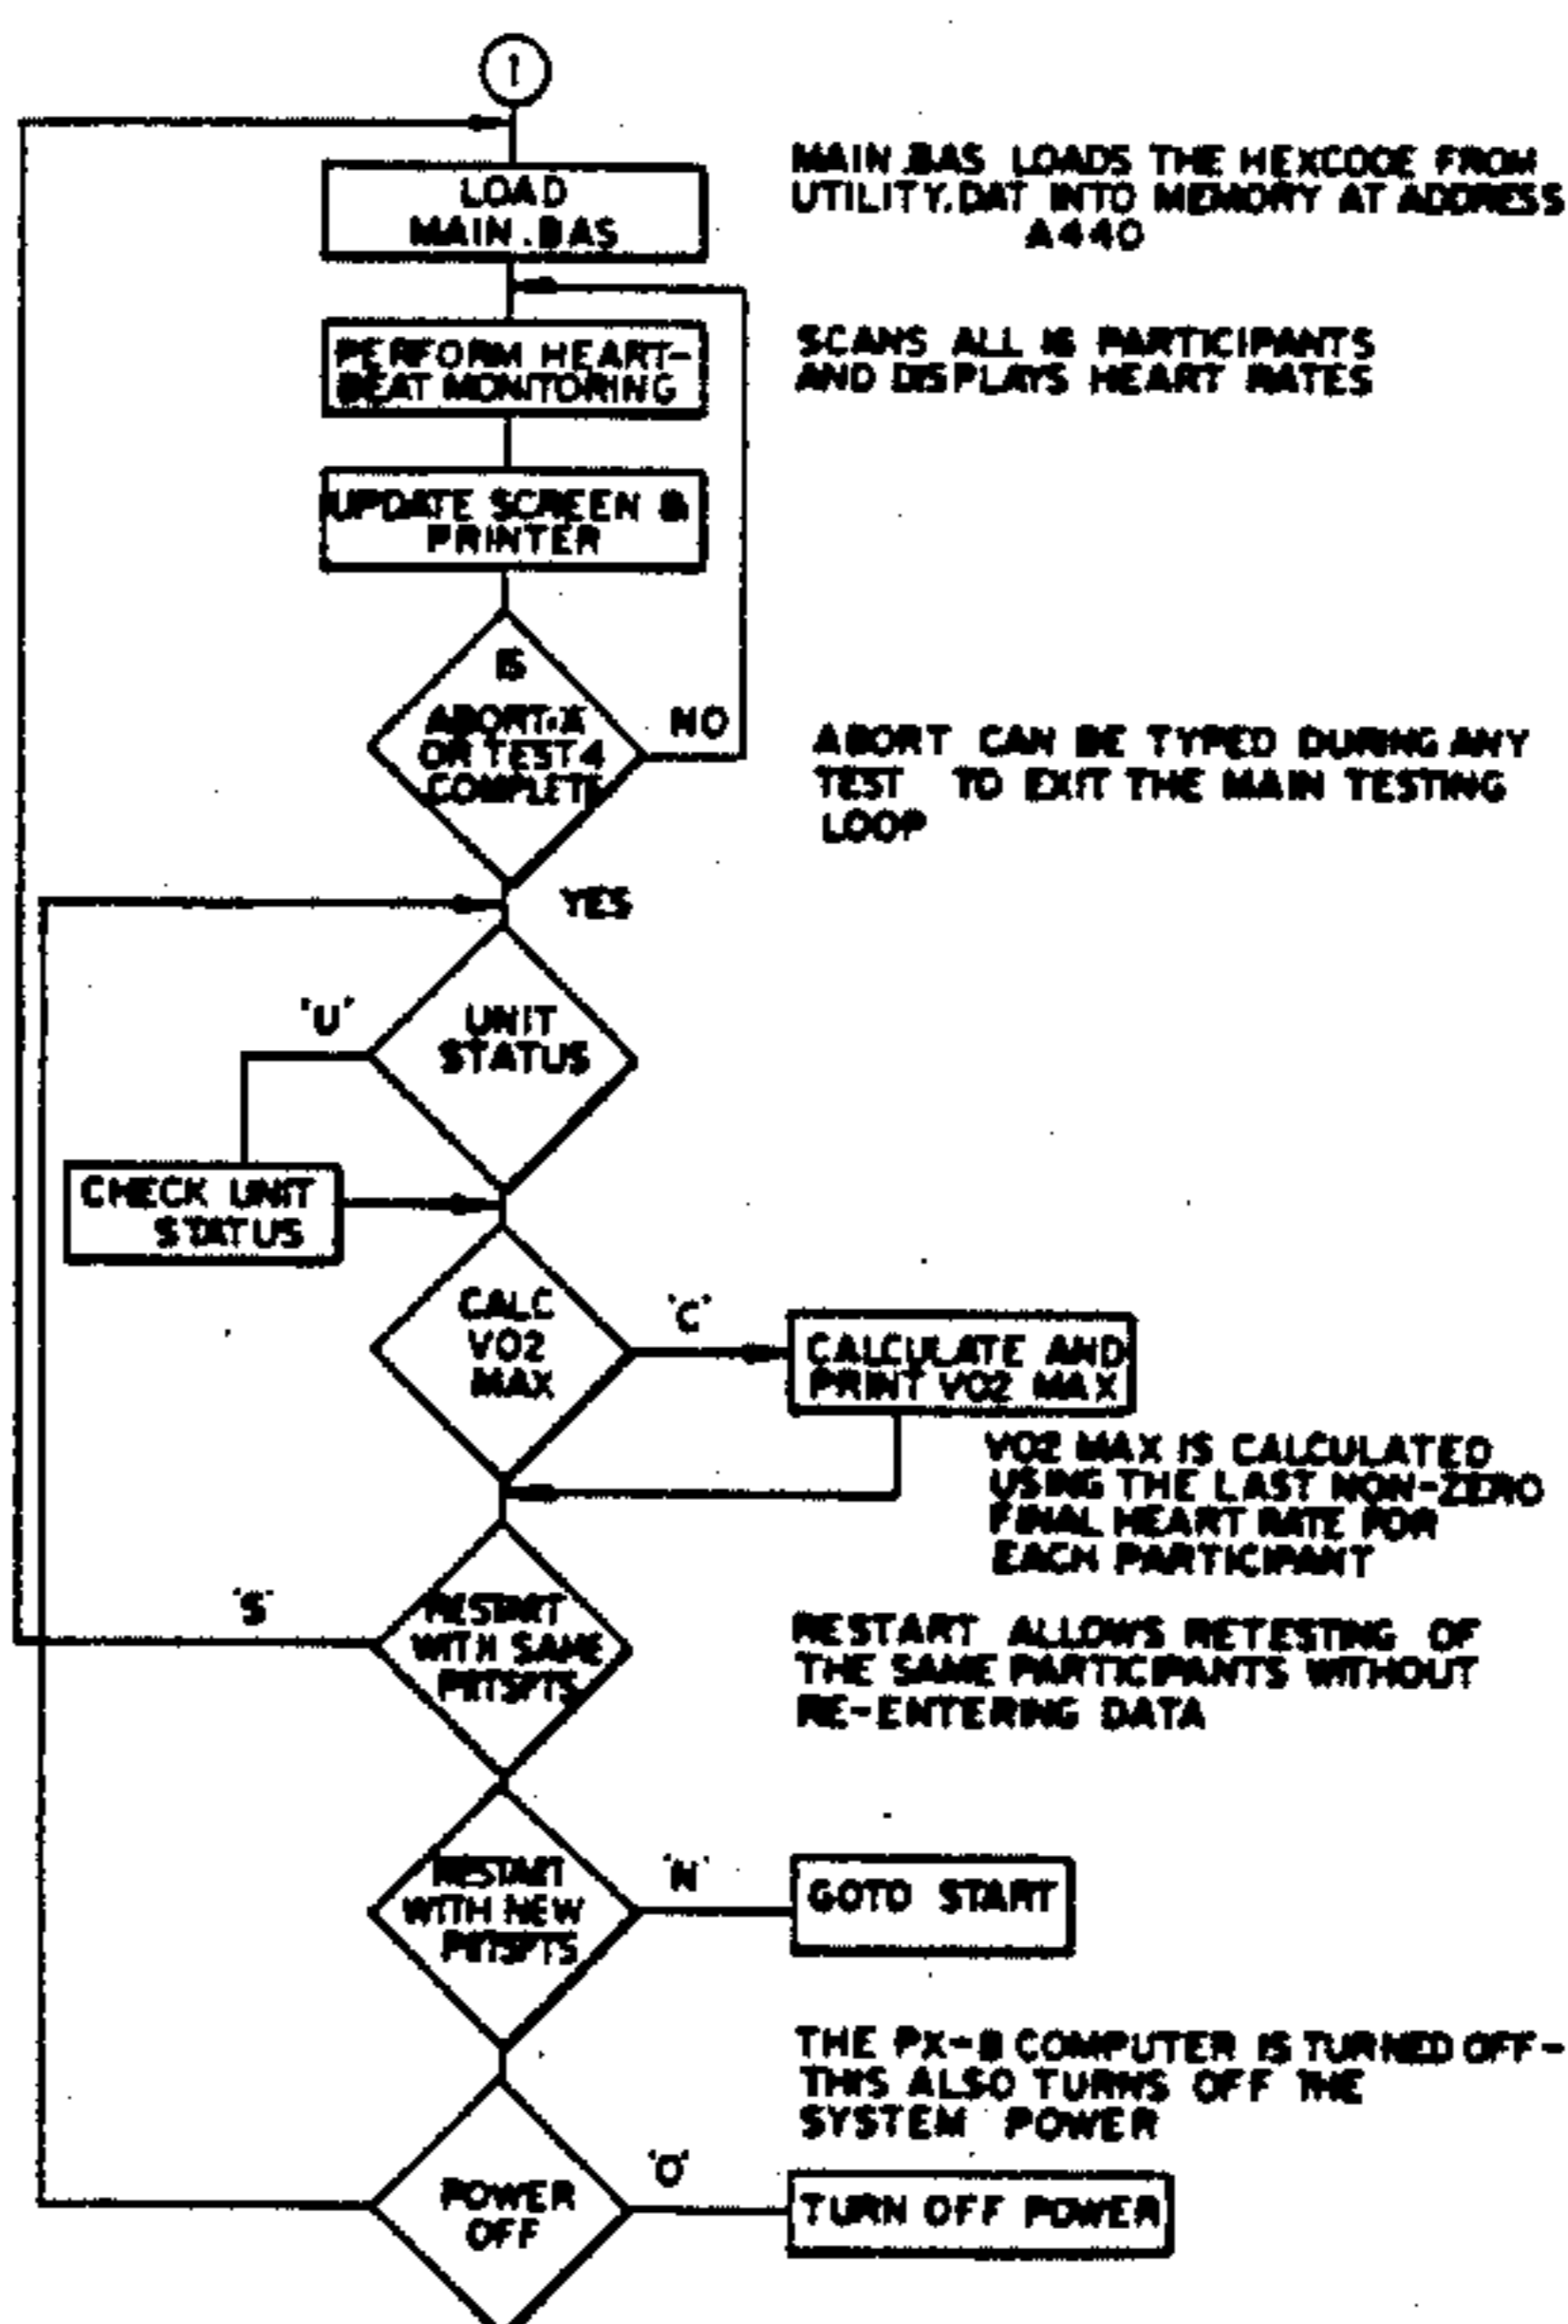 1
LOAD
MAIN.BAS
MAIN.BAS LOADS THE HEXCODE FROM
UTILITY.DAT INTO MEMORY AT ADDRESS
A440
PERFORM HEART-
BEAT MONITORING
SCANS ALL 16 PARTICIPANTS
AND DISPLAYS HEART RATES
UPDATE SCREEN &
PRINTER
IS
OR TEST 4
COMPLETE
NO
ABORT CAN BE TYPED DURING ANY
TEST TO EXIT THE MAIN TESTING
LOOP
YES
UNIT
STATUS
'U'
CHECK UNIT
STATUS
CALC
VO2
MAX
'C'
CALCULATE AND
PRINT VO2 MAX
VO2 MAX IS CALCULATED
USING THE LAST NON-ZERO
FINAL HEART RATE FOR
EACH PARTICIPANT
'S'
RESTART
WITH SAME
PRTSPTS
RESTART ALLOWS RETESTING OF
THE SAME PARTICIPANTS WITHOUT
RE-ENTERING DATA
RESTART
WITH NEW
PRTSPTS
'N'
GOTO START
THE PX-8 COMPUTER IS TURNED OFF-
THIS ALSO TURNS OFF THE
SYSTEM POWER
POWER
OFF
'O'
TURN OFF POWER